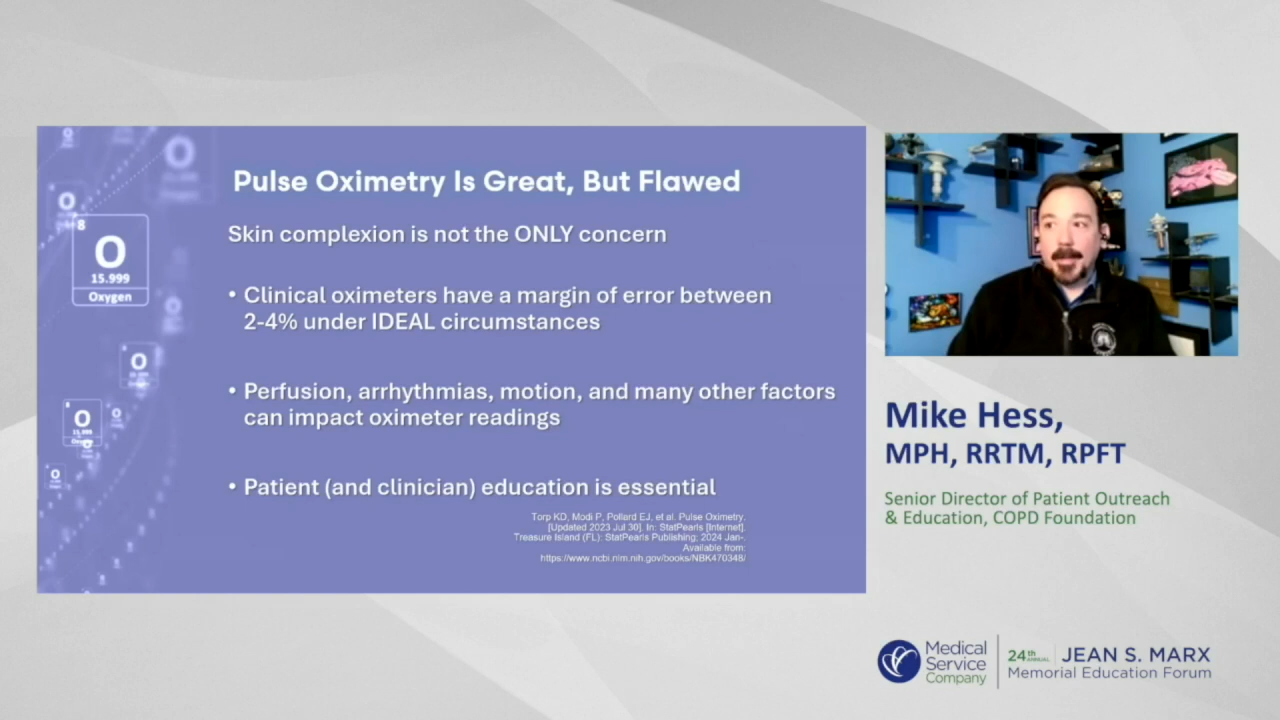 Pulse Oximetry Is Great, But Flawed
Skin complexion is not the ONLY concern
• Clinical oximeters have a margin of error between
2-4% under IDEAL circumstances
• Perfusion, arrhythmias, motion, and many other factors
can impact oximeter readings
• Patient (and clinician) education is essential
Torp KD, Modi P, Pollard EJ, et al. Pulse Oximetry.
[Updated 2023 Jul 30]. In: StatPearls [Internet].
Treasure Island (FL): StatPearls Publishing; 2024 Jan-.
Available from:
https://www.ncbi.nlm.nih.gov/books/NBK470348/
O
O
O
8
O
15.999
Oxygen
O
O
O
O
15.999
O
O
O
Mike Hess,
MPH, RRTM, RPFT
Senior Director of Patient Outreach
& Education, COPD Foundation
Medical
Service
Company
24th ANNUAL JEAN S. MARX
Memorial Education Forum